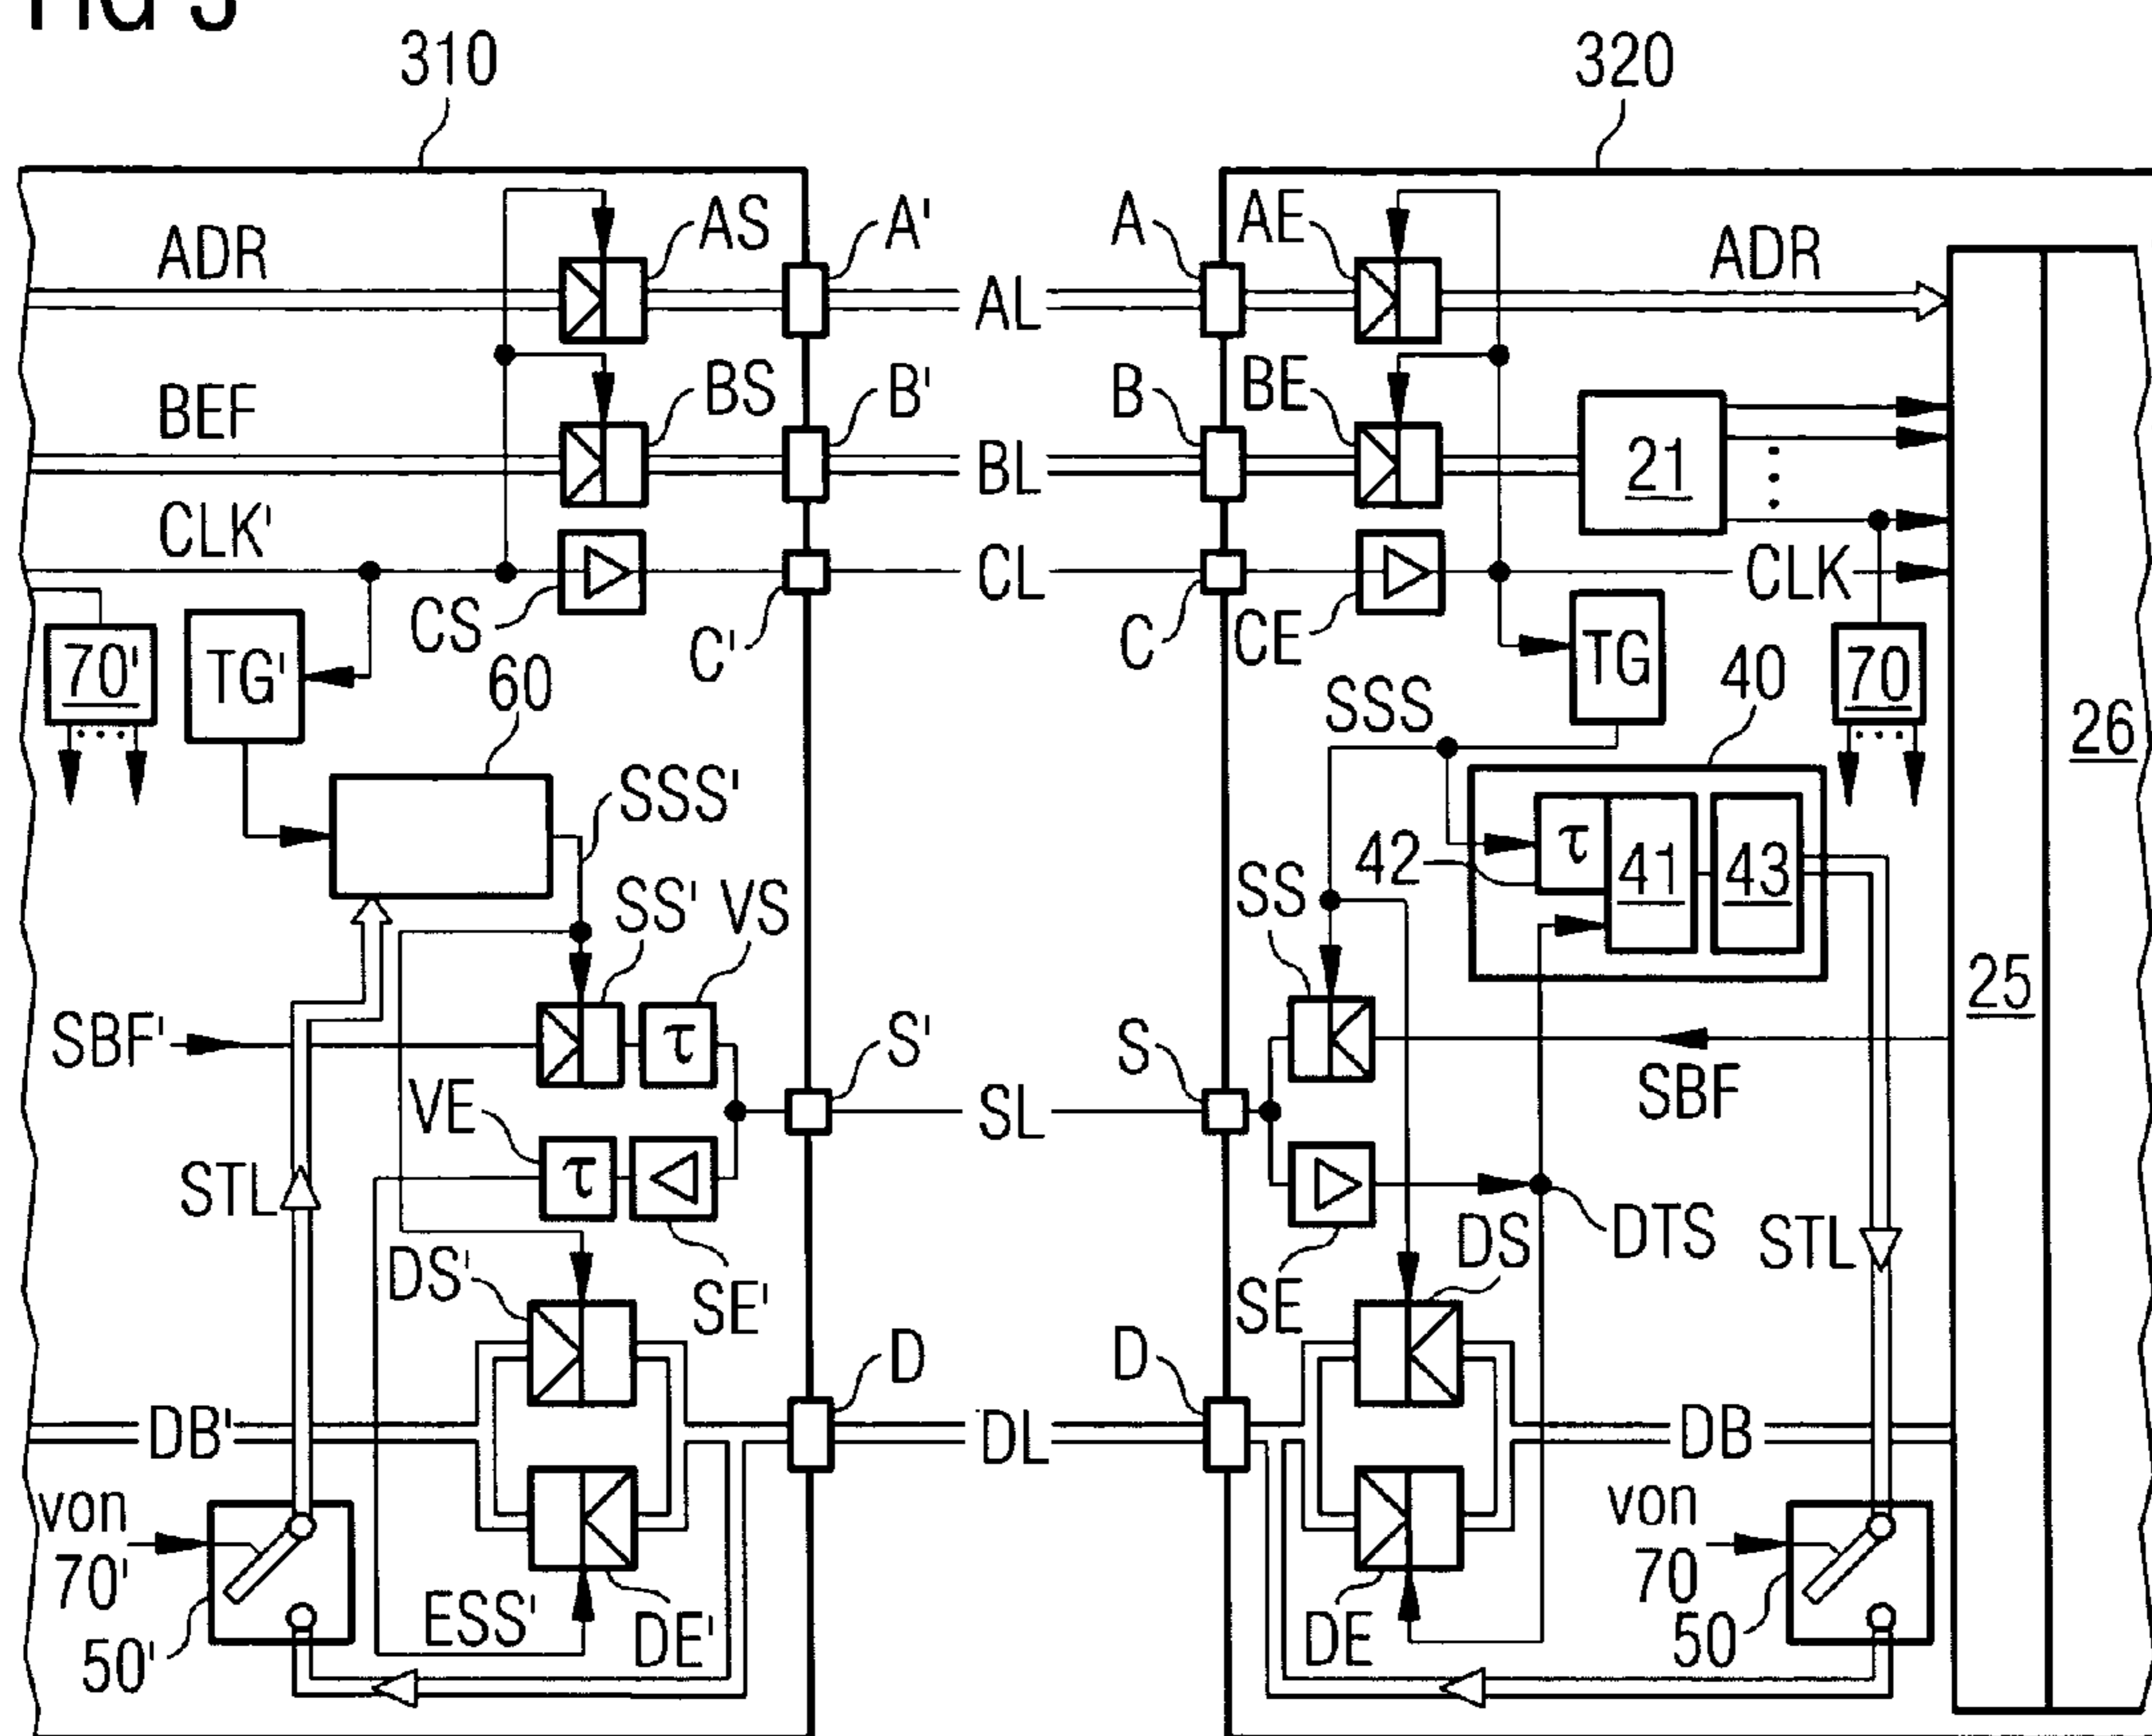 310
320
ADR
AS
A'
AL
A
AE
ADR
BEF
BS
B'
BL
B
BE
21
CLK'
CS
C'
CL
C
CE
CLK
70'
TG'
60
TG
70
SSS
40
26
SSS'
42
τ
41
43
SS'
VS
SS
25
SBF'
τ
S'
SL
S
SBF
VE
τ
STL
SE'
SE
DTS
STL
DS'
DS
DB'
D
DL
D
DB
von
70'
50'
ESS'
DE'
DE
von
70
50